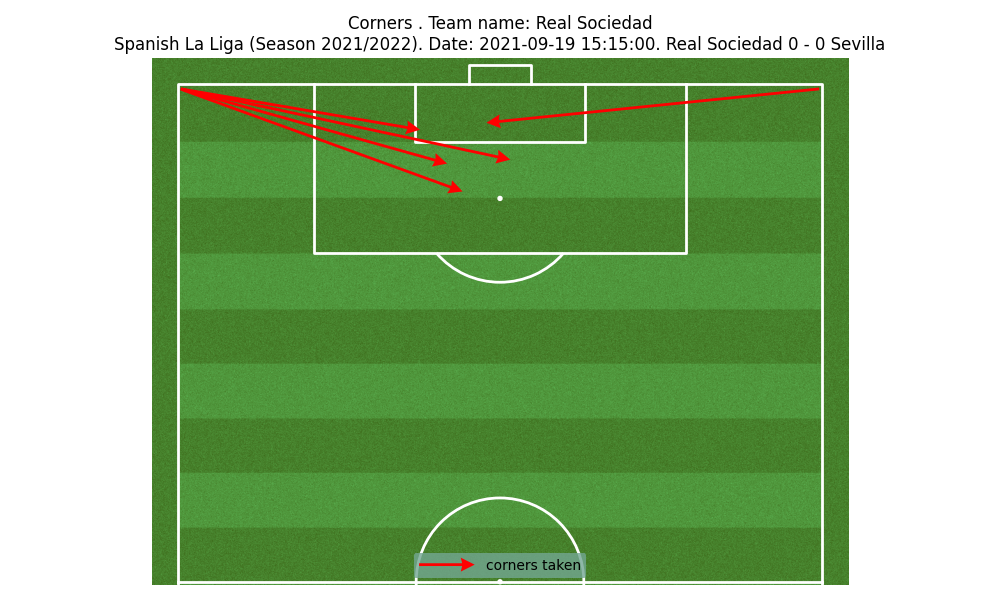 Corners . Team name: Real Sociedad
Spanish La Liga (Season 2021/2022). Date: 2021-09-19 15:15:00. Real Sociedad 0 - 0 Sevilla
corners taken